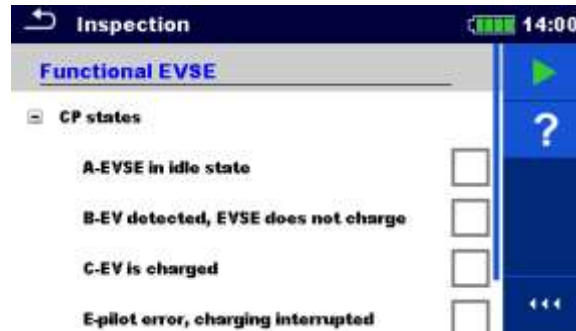 Inspection 14:00
Functional EVSE
CP states
?
A-EVSE in idle state
B-EV detected, EVSE does not charge
C-EV is charged
E-pilot error, charging interrupted